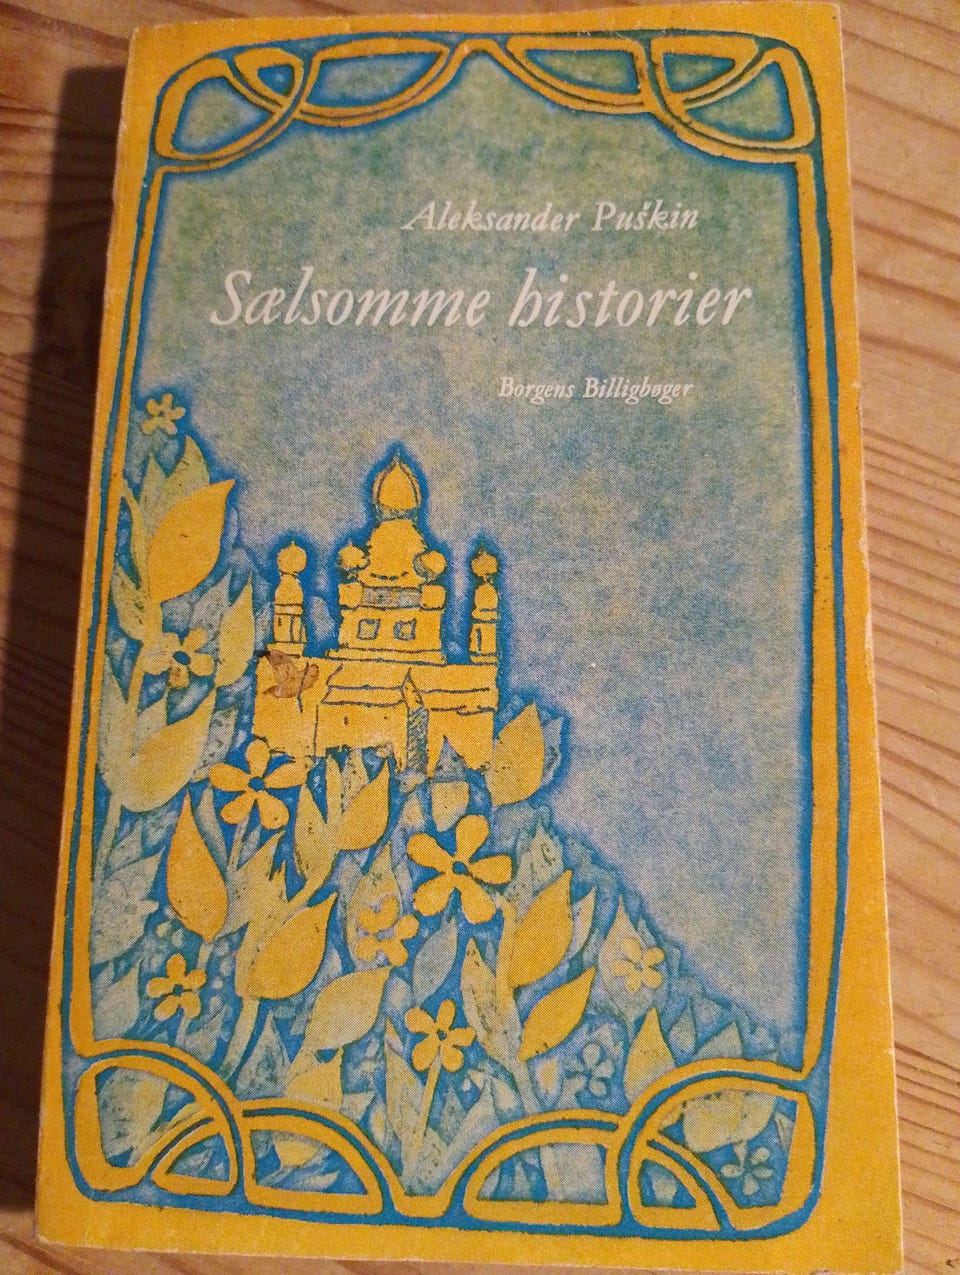 Aleksander Puškin
Sælsomme historier
Borgens Billigbøger